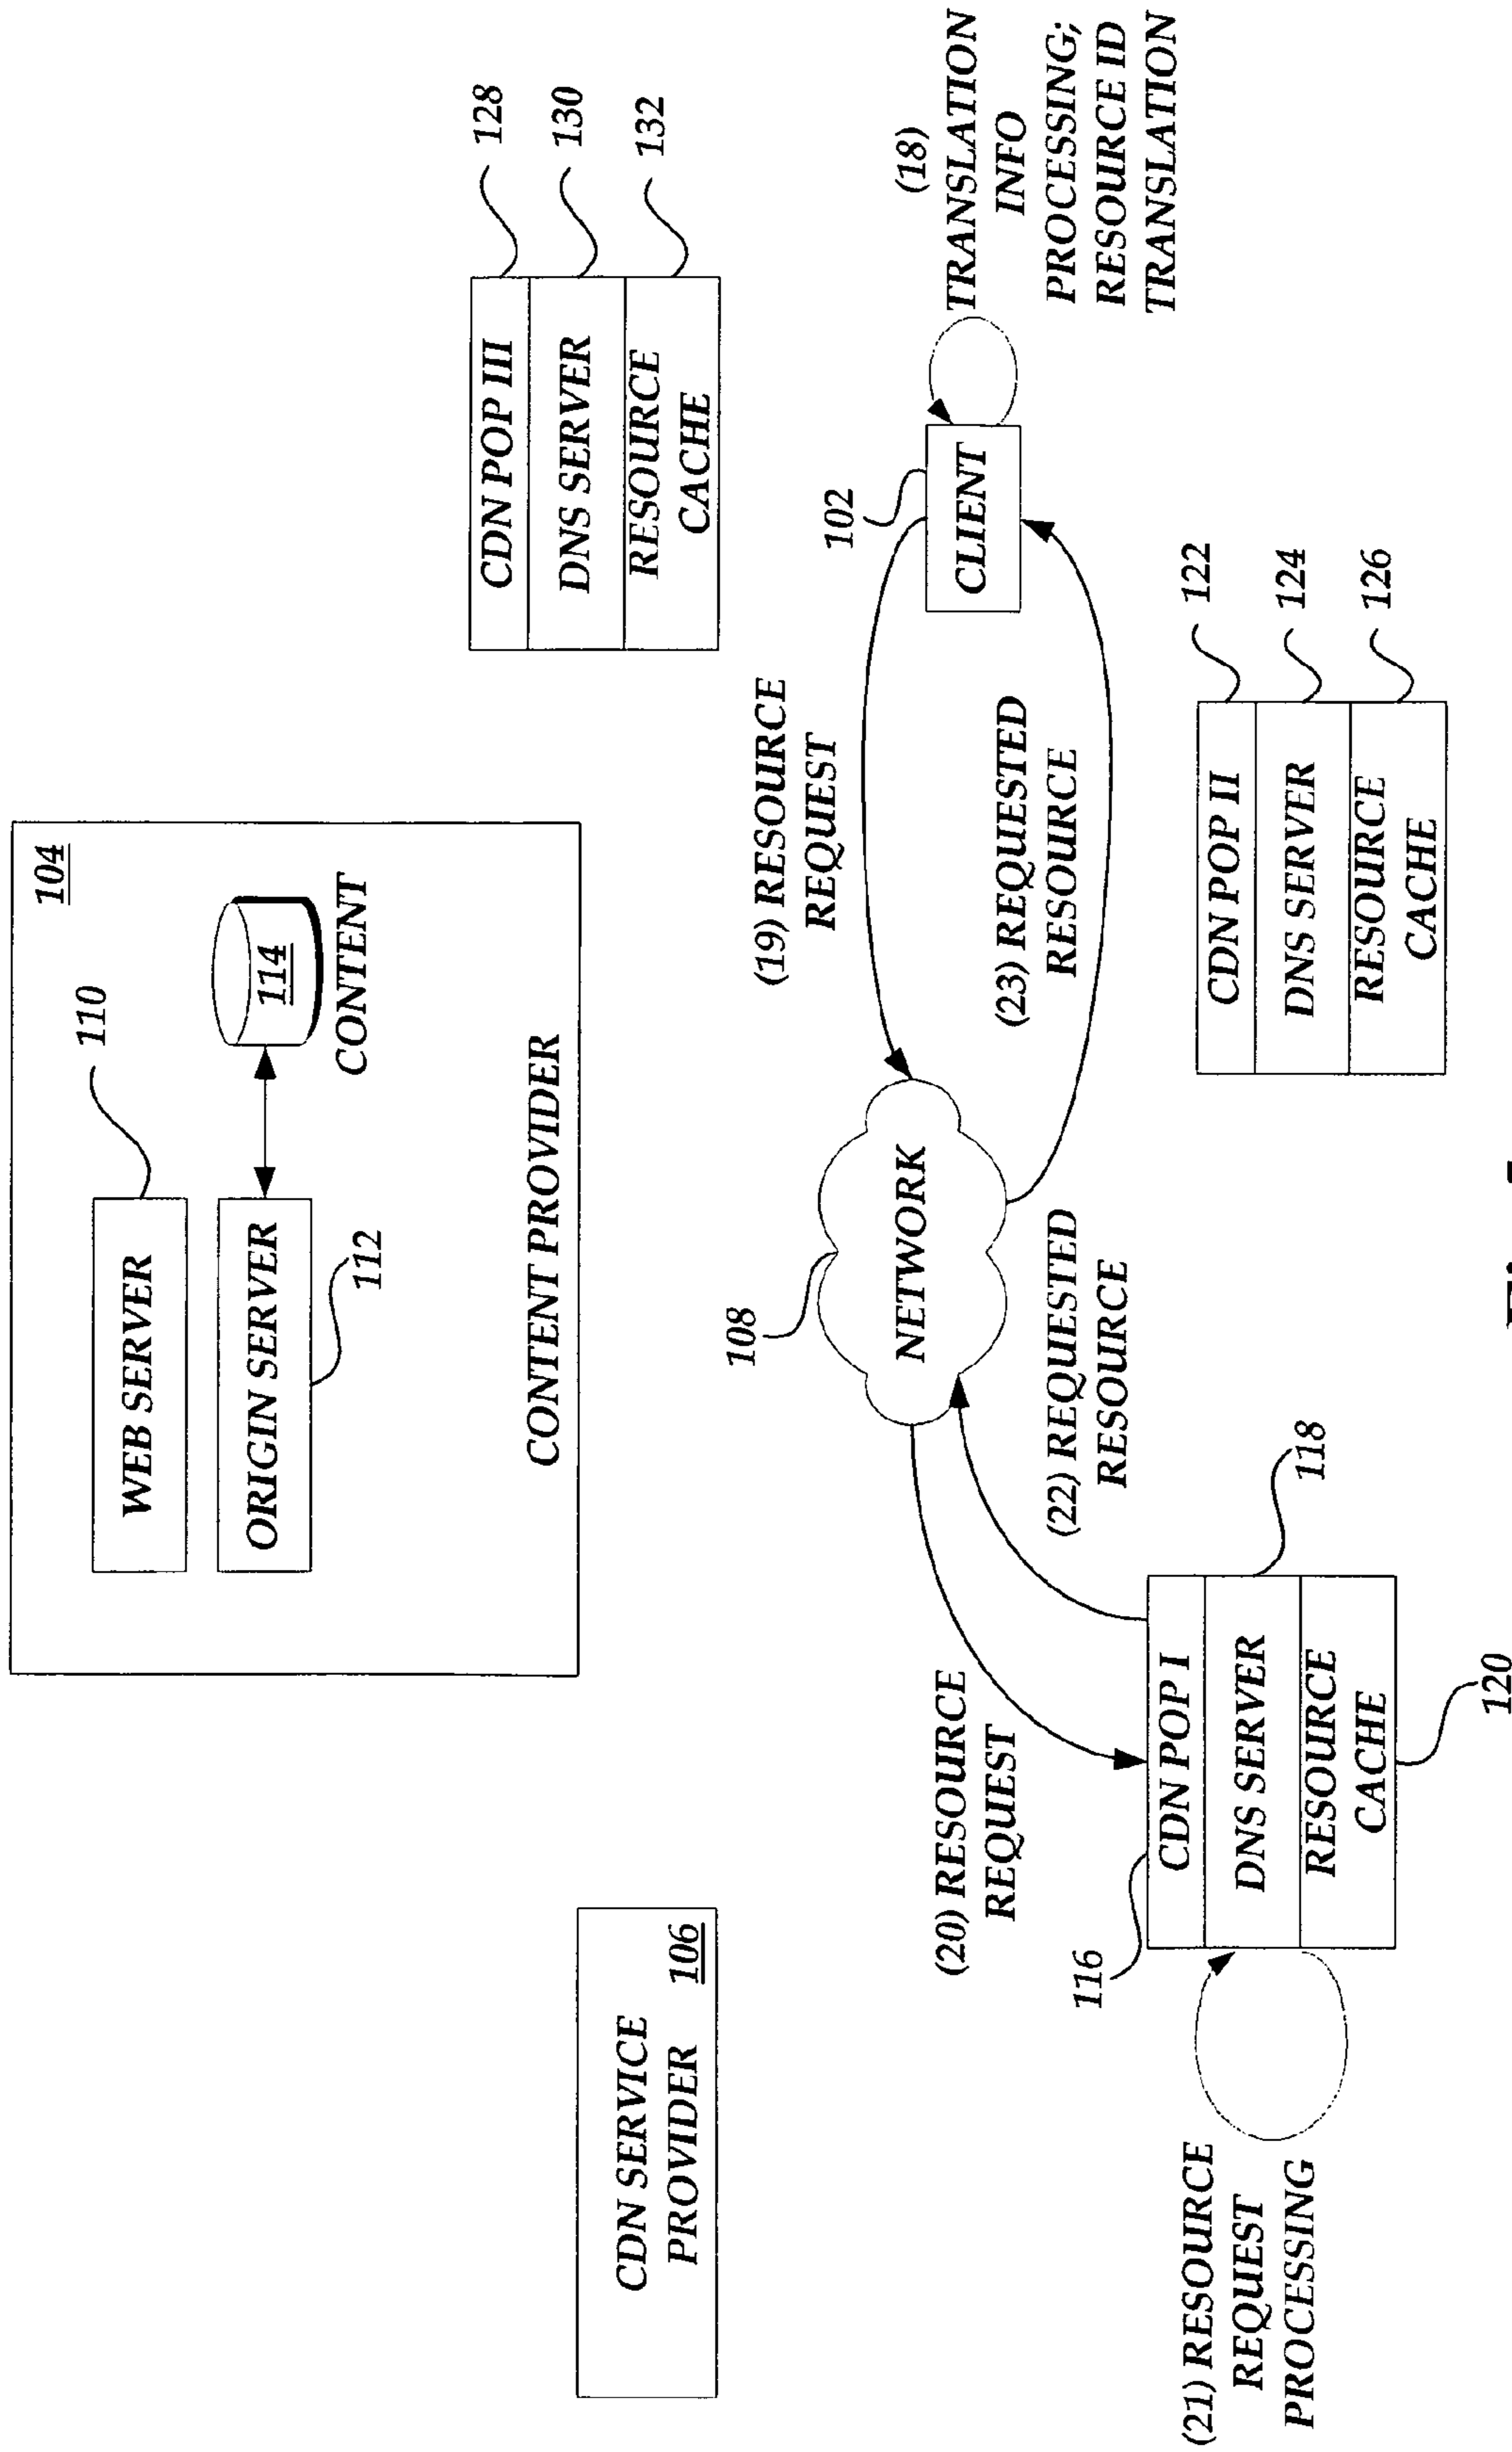 104
WEB SERVER
110
ORIGIN SERVER
112
114
CONTENT
CONTENT PROVIDER
CDN SERVICE
PROVIDER
106
CDN POP III
DNS SERVER
RESOURCE
CACHE
128
130
132
(19) RESOURCE
REQUEST
102
CLIENT
(18)
TRANSLATION
INFO
PROCESSING;
RESOURCE ID
TRANSLATION
108
NETWORK
(23) REQUESTED
RESOURCE
(20) RESOURCE
REQUEST
(22) REQUESTED
RESOURCE
116
CDN POP I
DNS SERVER
RESOURCE
CACHE
118
120
(21) RESOURCE
REQUEST
PROCESSING
CDN POP II
DNS SERVER
RESOURCE
CACHE
122
124
126